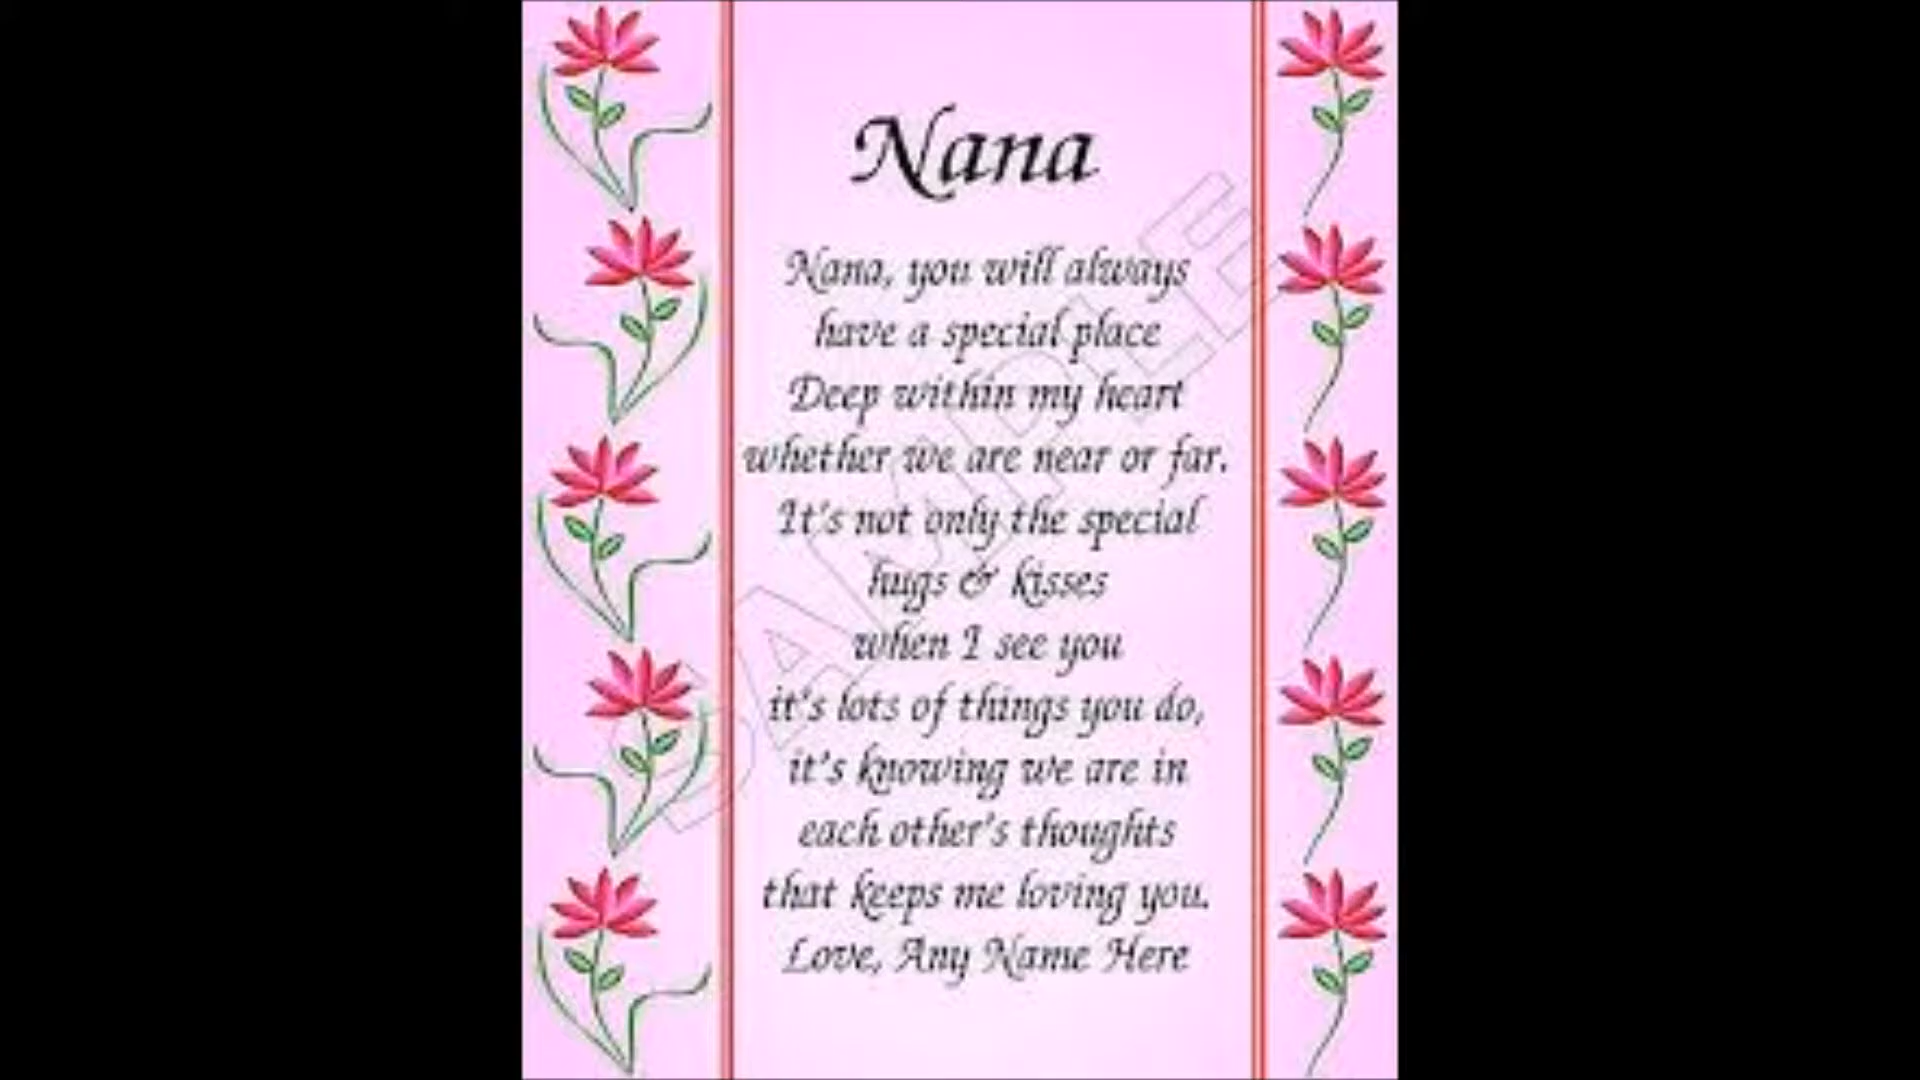 Nana
Nana, you will always
have a special place
Deep within my heart
whether we are near or far.
It's not only the special
hugs & kisses
when I see you
it's lots of things you do,
it's knowing we are in
each other's thoughts
that keeps me loving you.
Love, Any Name Here
SAMPLE